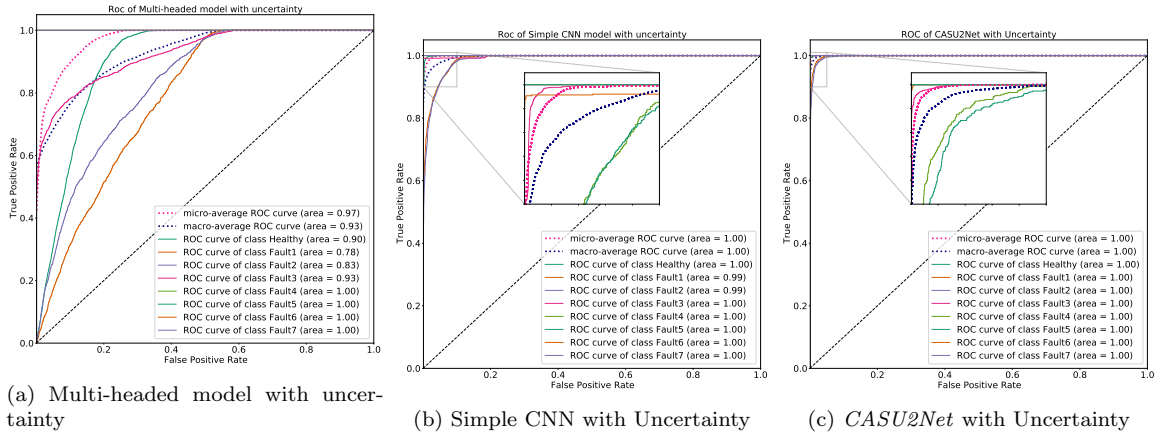 Roc of Multi-headed model with uncertainty
1.0
0.8
0.6
0.4
0.2
0.0
True Positive Rate
micro-average ROC curve (area = 0.97)
macro-average ROC curve (area = 0.93)
ROC curve of class Healthy (area = 0.90)
ROC curve of class Fault1 (area = 0.78)
ROC curve of class Fault2 (area = 0.83)
ROC curve of class Fault3 (area = 0.93)
ROC curve of class Fault4 (area = 1.00)
ROC curve of class Fault5 (area = 1.00)
ROC curve of class Fault6 (area = 1.00)
ROC curve of class Fault7 (area = 1.00)
0.2
0.4
0.6
0.8
1.0
False Positive Rate
(a) Multi-headed model with uncer-
tainty
Roc of Simple CNN model with uncertainty
1.0
0.8
0.6
0.4
0.2
0.0
True Positive Rate
micro-average ROC curve (area = 1.00)
macro-average ROC curve (area = 1.00)
ROC curve of class Healthy (area = 1.00)
ROC curve of class Fault1 (area = 0.99)
ROC curve of class Fault2 (area = 0.99)
ROC curve of class Fault3 (area = 1.00)
ROC curve of class Fault4 (area = 1.00)
ROC curve of class Fault5 (area = 1.00)
ROC curve of class Fault6 (area = 1.00)
ROC curve of class Fault7 (area = 1.00)
0.2
0.4
0.6
0.8
1.0
False Positive Rate
(b) Simple CNN with Uncertainty
ROC of CASU2Net with Uncertainty
1.0
0.8
0.6
0.4
0.2
0.0
True Positive Rate
micro-average ROC curve (area = 1.00)
macro-average ROC curve (area = 1.00)
ROC curve of class Healthy (area = 1.00)
ROC curve of class Fault1 (area = 1.00)
ROC curve of class Fault2 (area = 1.00)
ROC curve of class Fault3 (area = 1.00)
ROC curve of class Fault4 (area = 1.00)
ROC curve of class Fault5 (area = 1.00)
ROC curve of class Fault6 (area = 1.00)
ROC curve of class Fault7 (area = 1.00)
0.2
0.4
0.6
0.8
1.0
False Positive Rate
(c) CASU2Net with Uncertainty